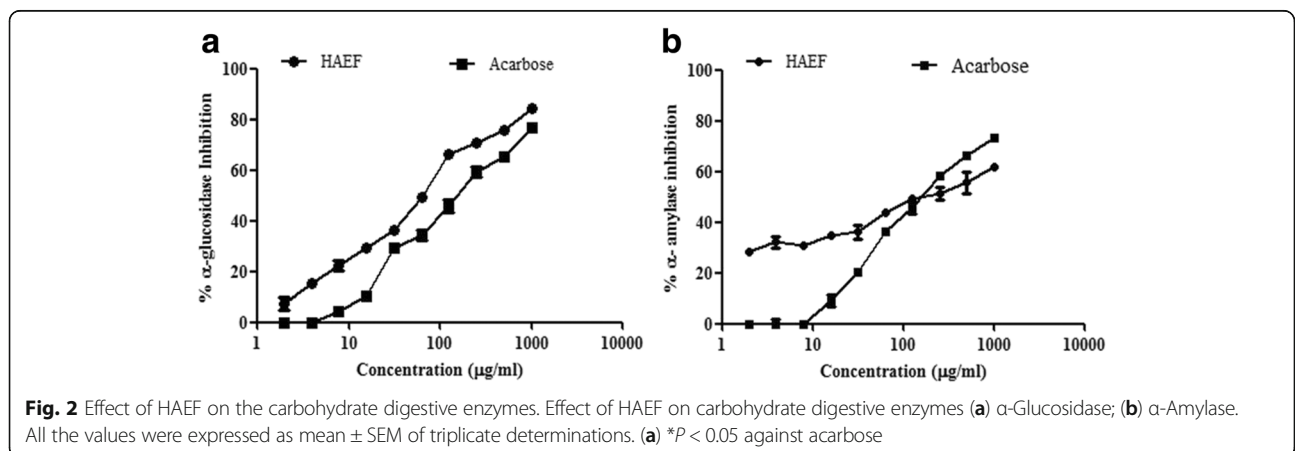 a
HAEF
Acarbose
100
80
60
40
20
0
% α-glucosidase Inhibition
1
10
100
1000
10000
Concentration (µg/ml)
b
HAEF
Acarbose
100
80
60
40
20
0
% α- amylase inhibition
1
10
100
1000
10000
Concentration (µg/ml)
Fig. 2 Effect of HAEF on the carbohydrate digestive enzymes. Effect of HAEF on carbohydrate digestive enzymes (a) α-Glucosidase; (b) α-Amylase.
All the values were expressed as mean ± SEM of triplicate determinations. (a) *P < 0.05 against acarbose